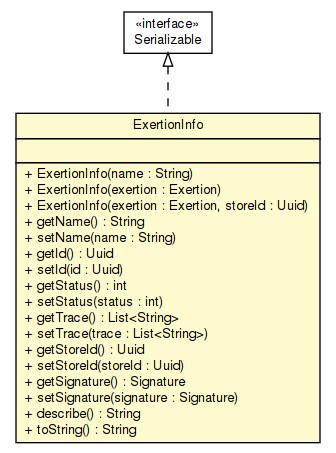 «interface»
Serializable
ExertionInfo
+ ExertionInfo(name : String)
+ ExertionInfo(exertion : Exertion)
+ ExertionInfo(exertion : Exertion, storeId : Uuid)
+ getName() : String
+ setName(name : String)
+ getId() : Uuid
+ setId(id : Uuid)
+ getStatus() : int
+ setStatus(status : int)
+ getTrace() : List<String>
+ setTrace(trace : List<String>)
+ getStoreId() : Uuid
+ setStoreId(storeId : Uuid)
+ getSignature() : Signature
+ setSignature(signature : Signature)
+ describe() : String
+ toString() : String